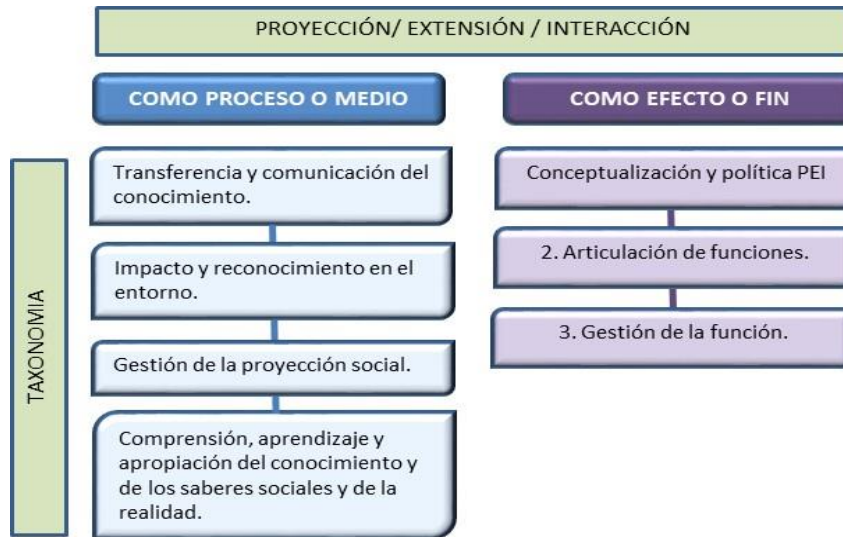 PROYECCIÓN/ EXTENSIÓN / INTERACCIÓN
COMO PROCESO O MEDIO
COMO EFECTO O FIN
TAXONOMIA
Transferencia y comunicación del
conocimiento.
Impacto y reconocimiento en el
entorno.
Gestión de la proyección social.
Comprensión, aprendizaje y
apropiación del conocimiento y
de los saberes sociales y de la
realidad.
Conceptualización y política PEI
2. Articulación de funciones.
3. Gestión de la función.